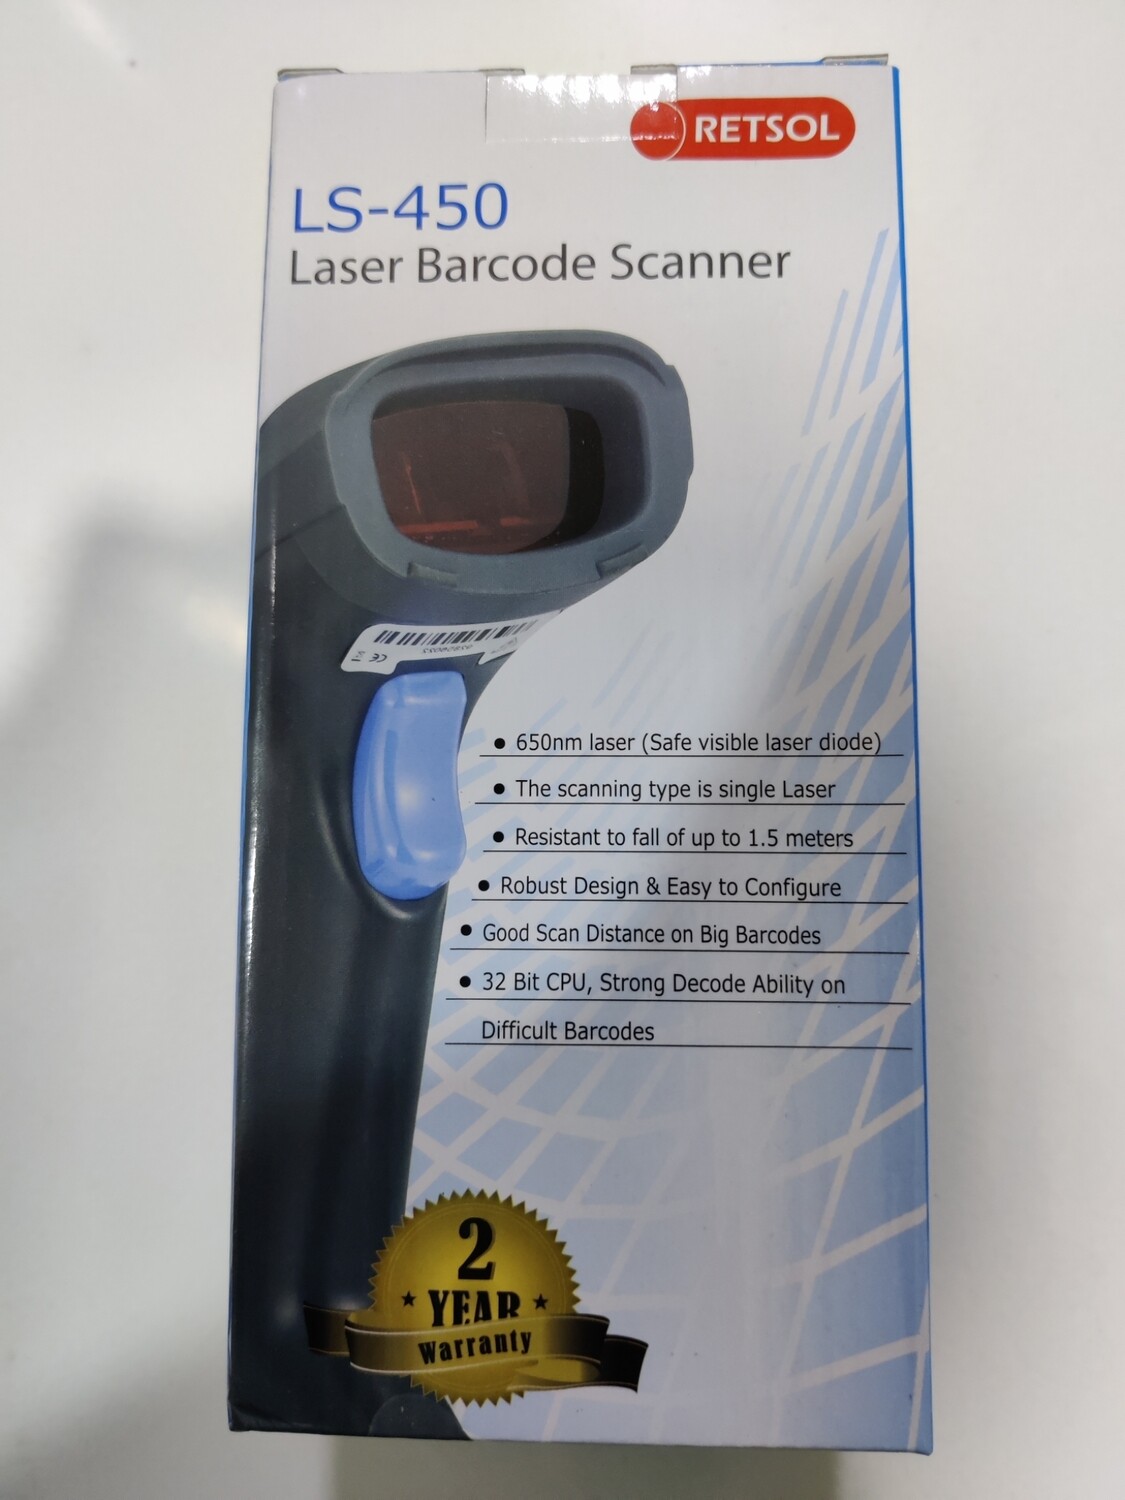 RETSOL
LS-450
Laser Barcode Scanner
CE
• 650nm laser (Safe visible laser diode)
• The scanning type is single Laser
• Resistant to fall of up to 1.5 meters
• Robust Design & Easy to Configure
• Good Scan Distance on Big Barcodes
• 32 Bit CPU, Strong Decode Ability on
Difficult Barcodes
2
YEAR
Warranty